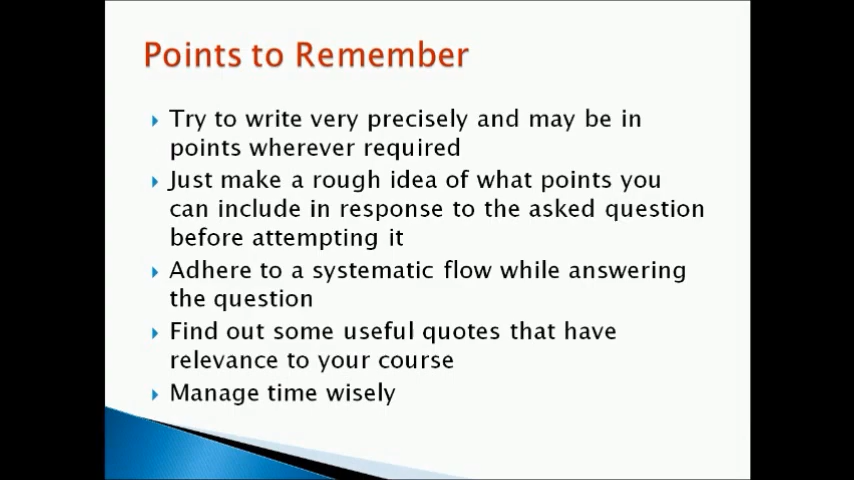 Points to Remember
Try to write very precisely and may be in
points wherever required
Just make a rough idea of what points you
can include in response to the asked question
before attempting it
Adhere to a systematic flow while answering
the question
Find out some useful quotes that have
relevance to your course
Manage time wisely